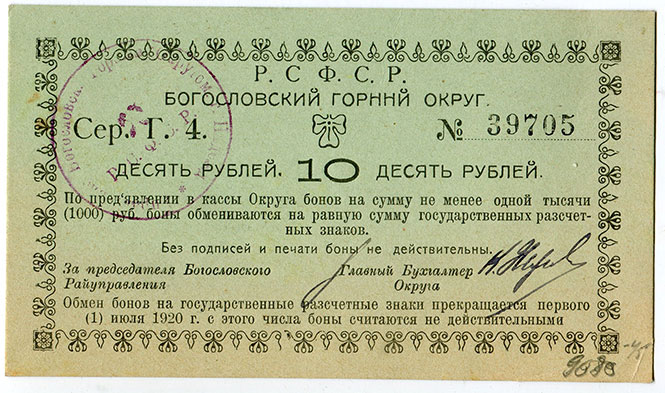 Р. С. Ф. С. Р.
БОГОСЛОВСКИЙ ГОРННЙ ОКРУГ.
Сер. Т. 4.
№ 39705
ДЕСЯТЬ РУБЛЕЙ. 10 ДЕСЯТЬ РУБЛЕЙ.
По пред'явлении в кассы Округа бонов на сумму не менее одной тысячи
(1000) руб. боны обмениваются на равную сумму государственных разсчет-
ных знаков.
Без подписей и печати боны не действительны.
За председателя Богословского
Райуправления
Главный Бухгалтер
Округа
Обмен бонов на государственные разсчетные знаки прекращается первого
(1) июля 1920 г. с этого числа боны считаются не действительными